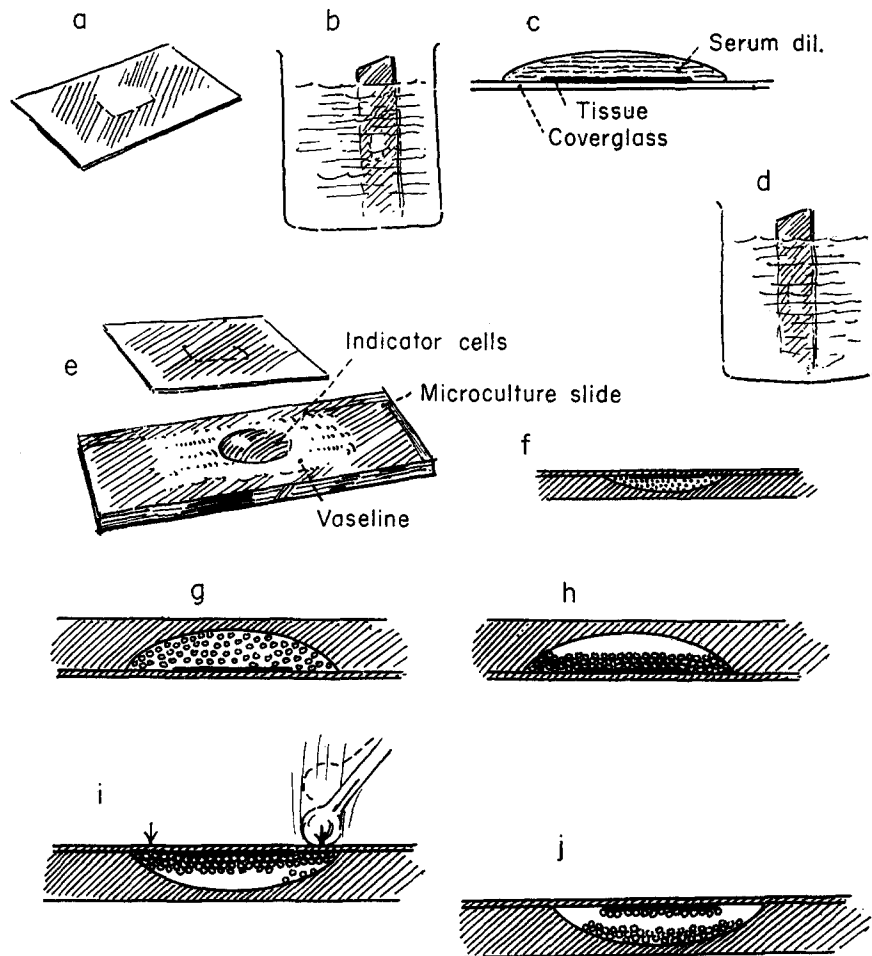 a
b
c
Serum dil.
Tissue
Coverglass
d
e
Indicator cells
Microculture slide
Vaseline
f
g
h
i
j